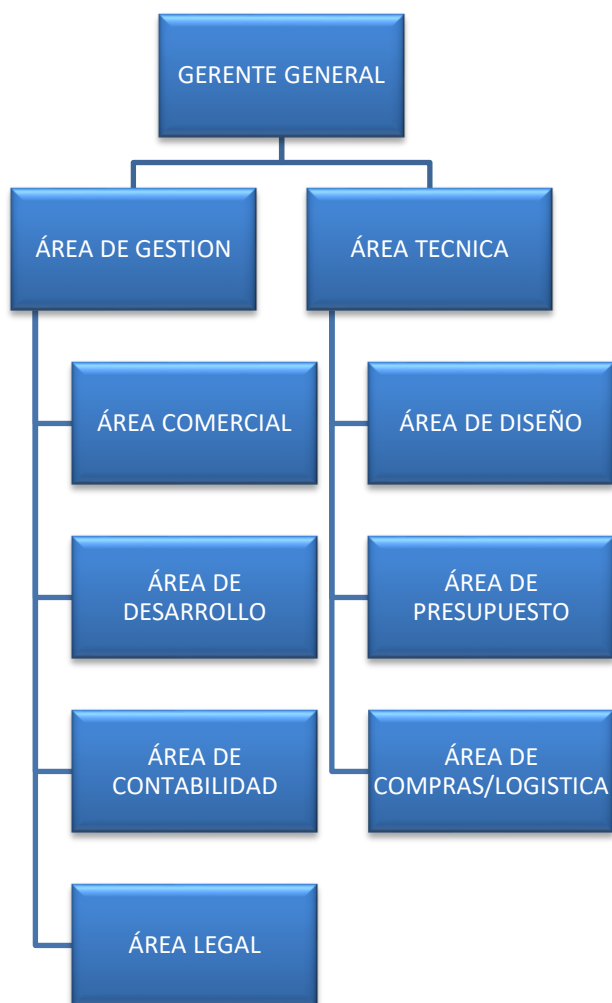 GERENTE GENERAL
ÁREA DE GESTION
ÁREA TECNICA
ÁREA COMERCIAL
ÁREA DE DISEÑO
ÁREA DE
DESARROLLO
ÁREA DE
PRESUPUESTO
ÁREA DE
CONTABILIDAD
ÁREA DE
COMPRAS/LOGISTICA
ÁREA LEGAL